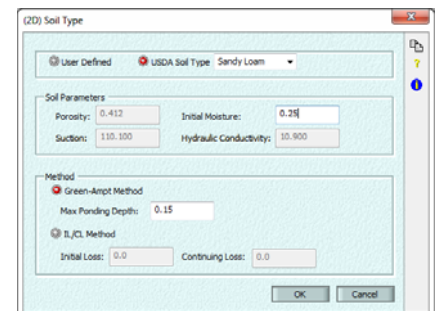 (2D) Soil Type
User Defined USDA Soil Type Sandy Loam
Soil Parameters
Porosity: 0.412 Initial Moisture: 0.25
Suction: 110.100 Hydraulic Conductivity: 10.900
Method
Green-Ampt Method
Max Ponding Depth: 0.15
IL/CL Method
Initial Loss: 0.0 Continuing Loss: 0.0
OK Cancel